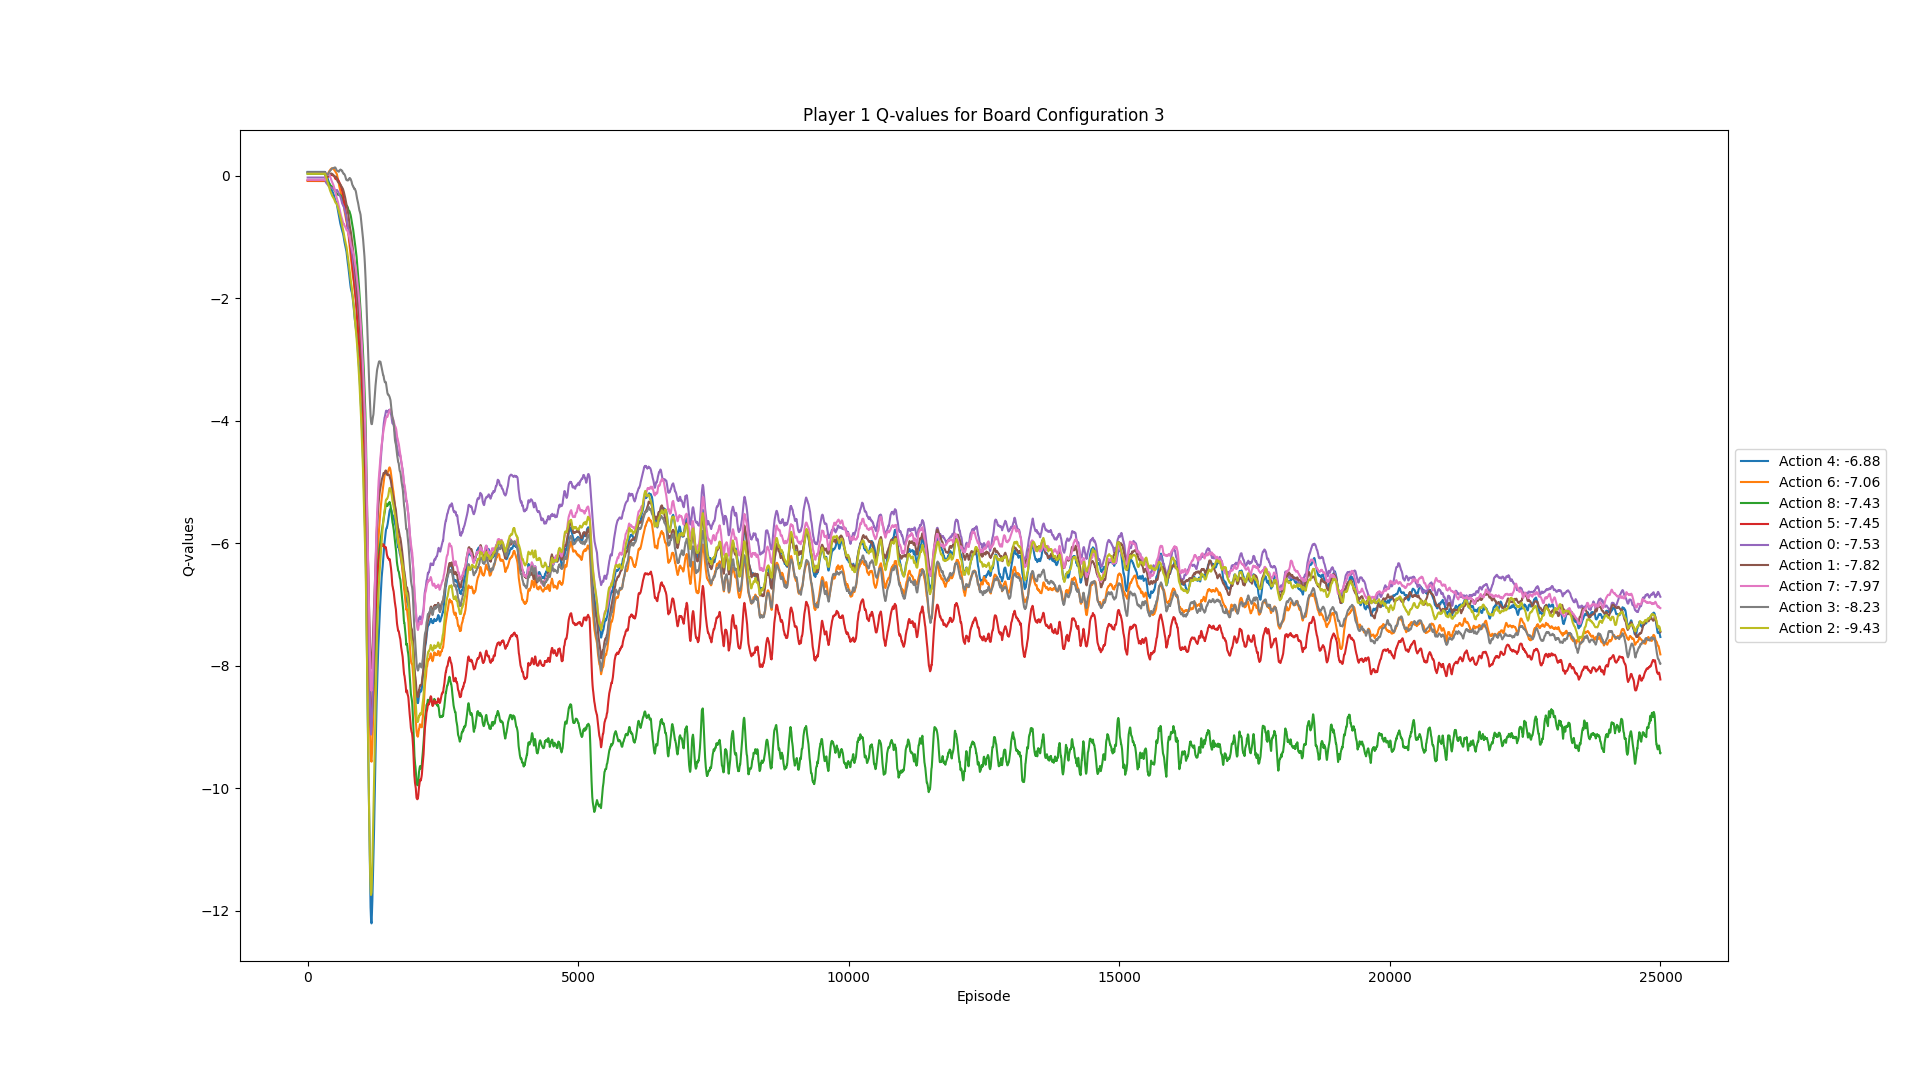 Player 1 Q-values for Board Configuration 3
0
−2
−4
−6
−8
−10
−12
Q-values
0
5000
10000
15000
20000
25000
Episode
Action 4: -6.88
Action 6: -7.06
Action 8: -7.43
Action 5: -7.45
Action 0: -7.53
Action 1: -7.82
Action 7: -7.97
Action 3: -8.23
Action 2: -9.43